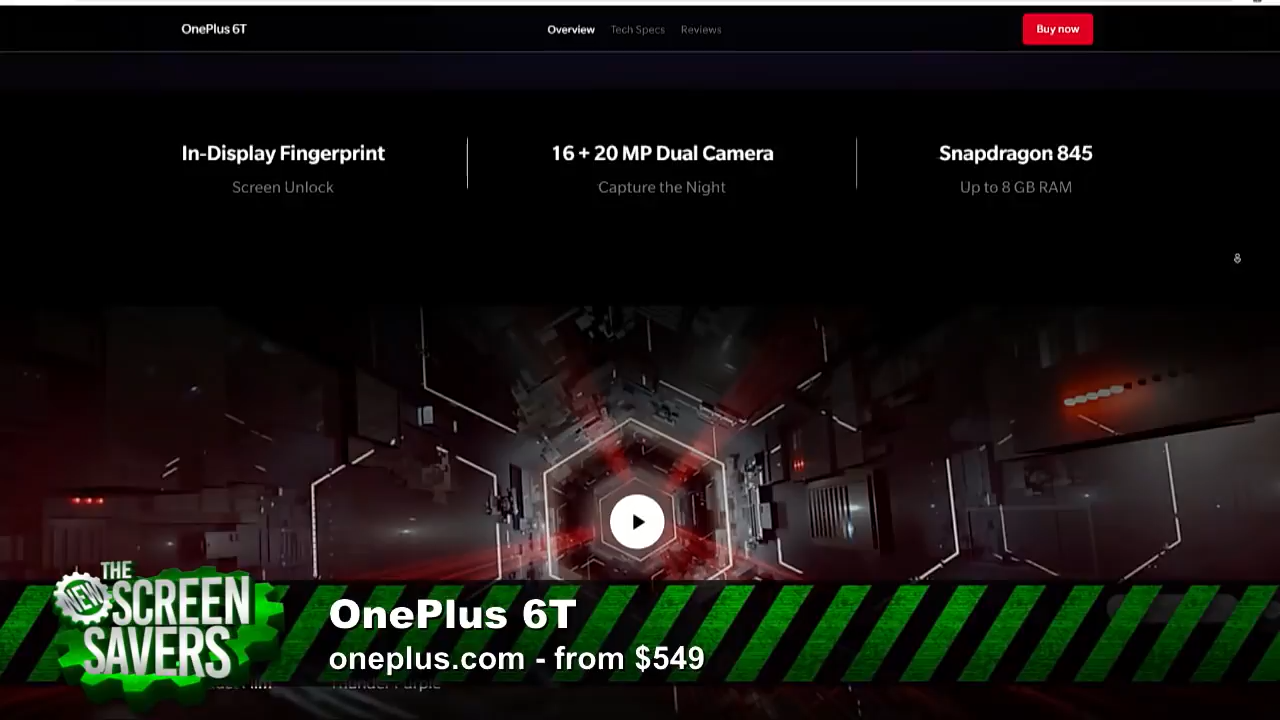 OnePlus 6T
Overview Tech Specs Reviews
Buy now
In-Display Fingerprint
Screen Unlock
16 + 20 MP Dual Camera
Capture the Night
Snapdragon 845
Up to 8 GB RAM
THE
NEW
SCREEN
SAVERS
OnePlus 6T
oneplus.com - from $549
Thunder Purple